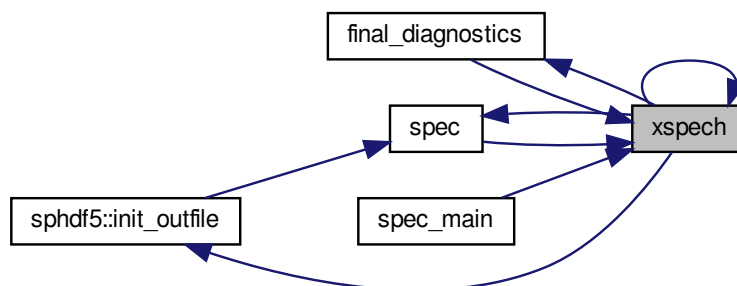 final_diagnostics
xspech
spec
sphdf5::init_outfile
spec_main